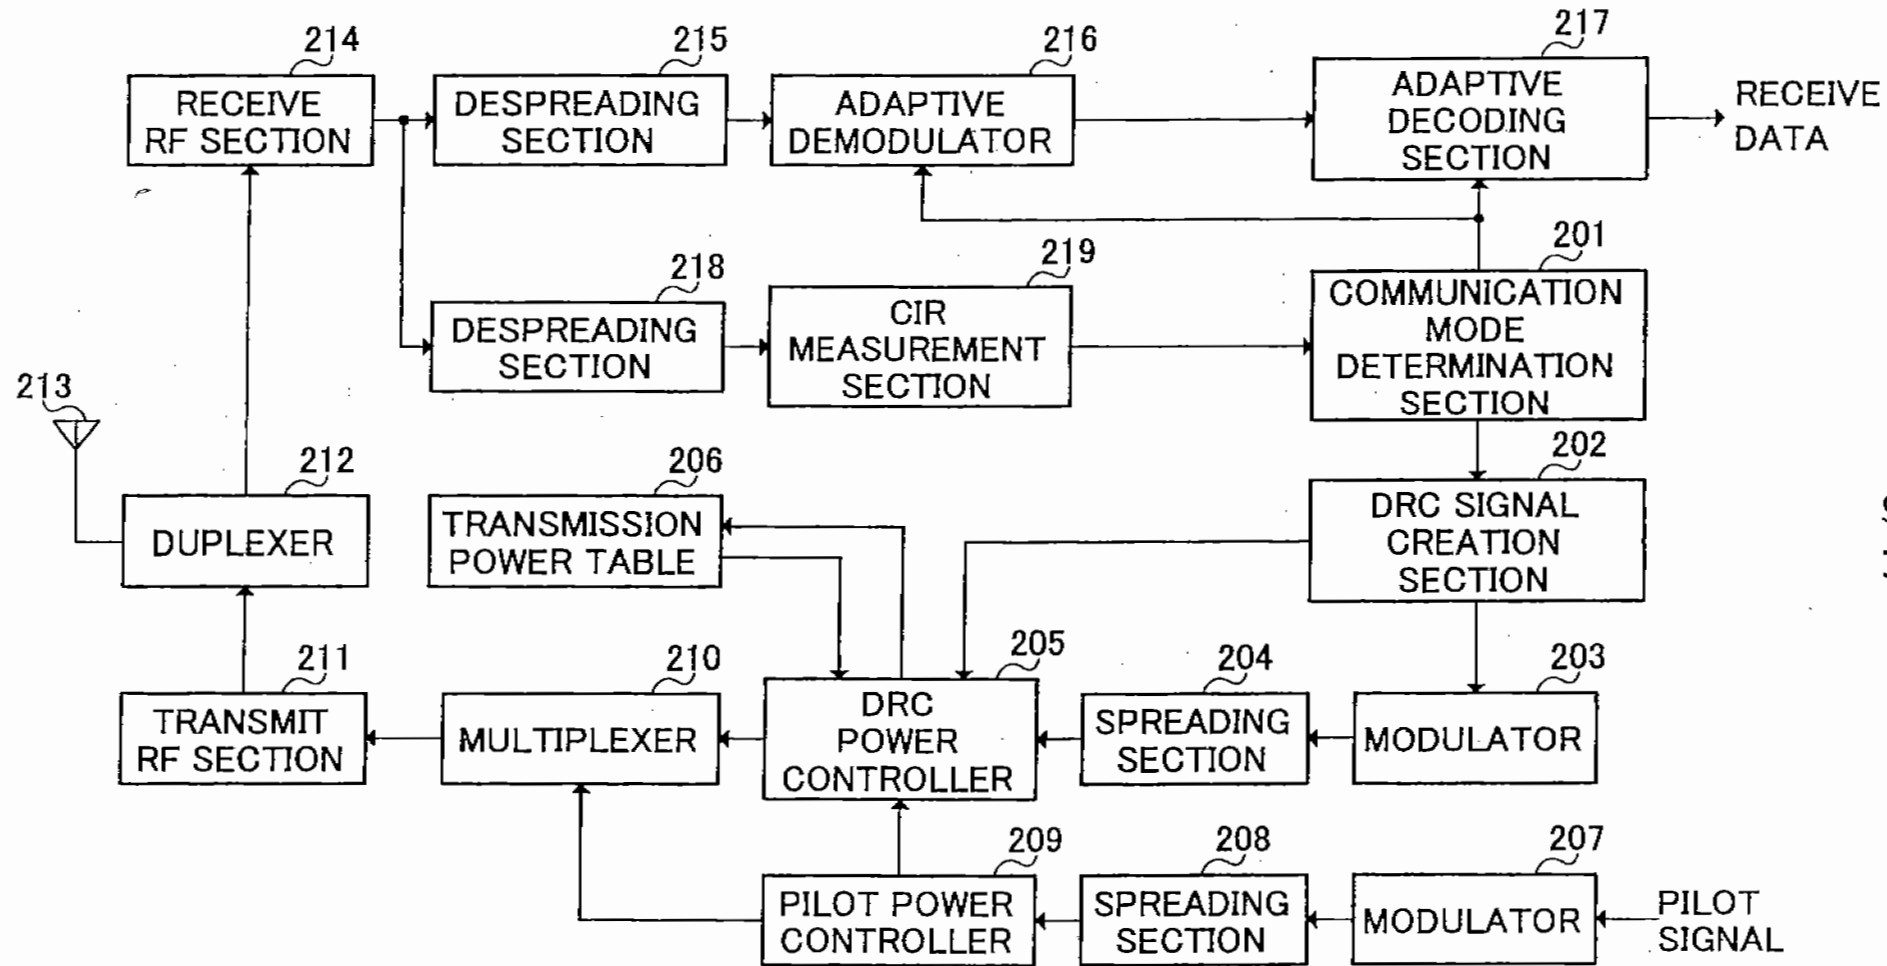 214
RECEIVE
RF SECTION
215
DESPREADING
SECTION
216
ADAPTIVE
DEMODULATOR
217
ADAPTIVE
DECODING
SECTION
RECEIVE
DATA
218
DESPREADING
SECTION
219
CIR
MEASUREMENT
SECTION
201
COMMUNICATION
MODE
DETERMINATION
SECTION
213
212
DUPLEXER
206
TRANSMISSION
POWER TABLE
202
DRC SIGNAL
CREATION
SECTION
211
TRANSMIT
RF SECTION
210
MULTIPLEXER
205
DRC
POWER
CONTROLLER
204
SPREADING
SECTION
203
MODULATOR
209
PILOT POWER
CONTROLLER
208
SPREADING
SECTION
207
MODULATOR
PILOT
SIGNAL